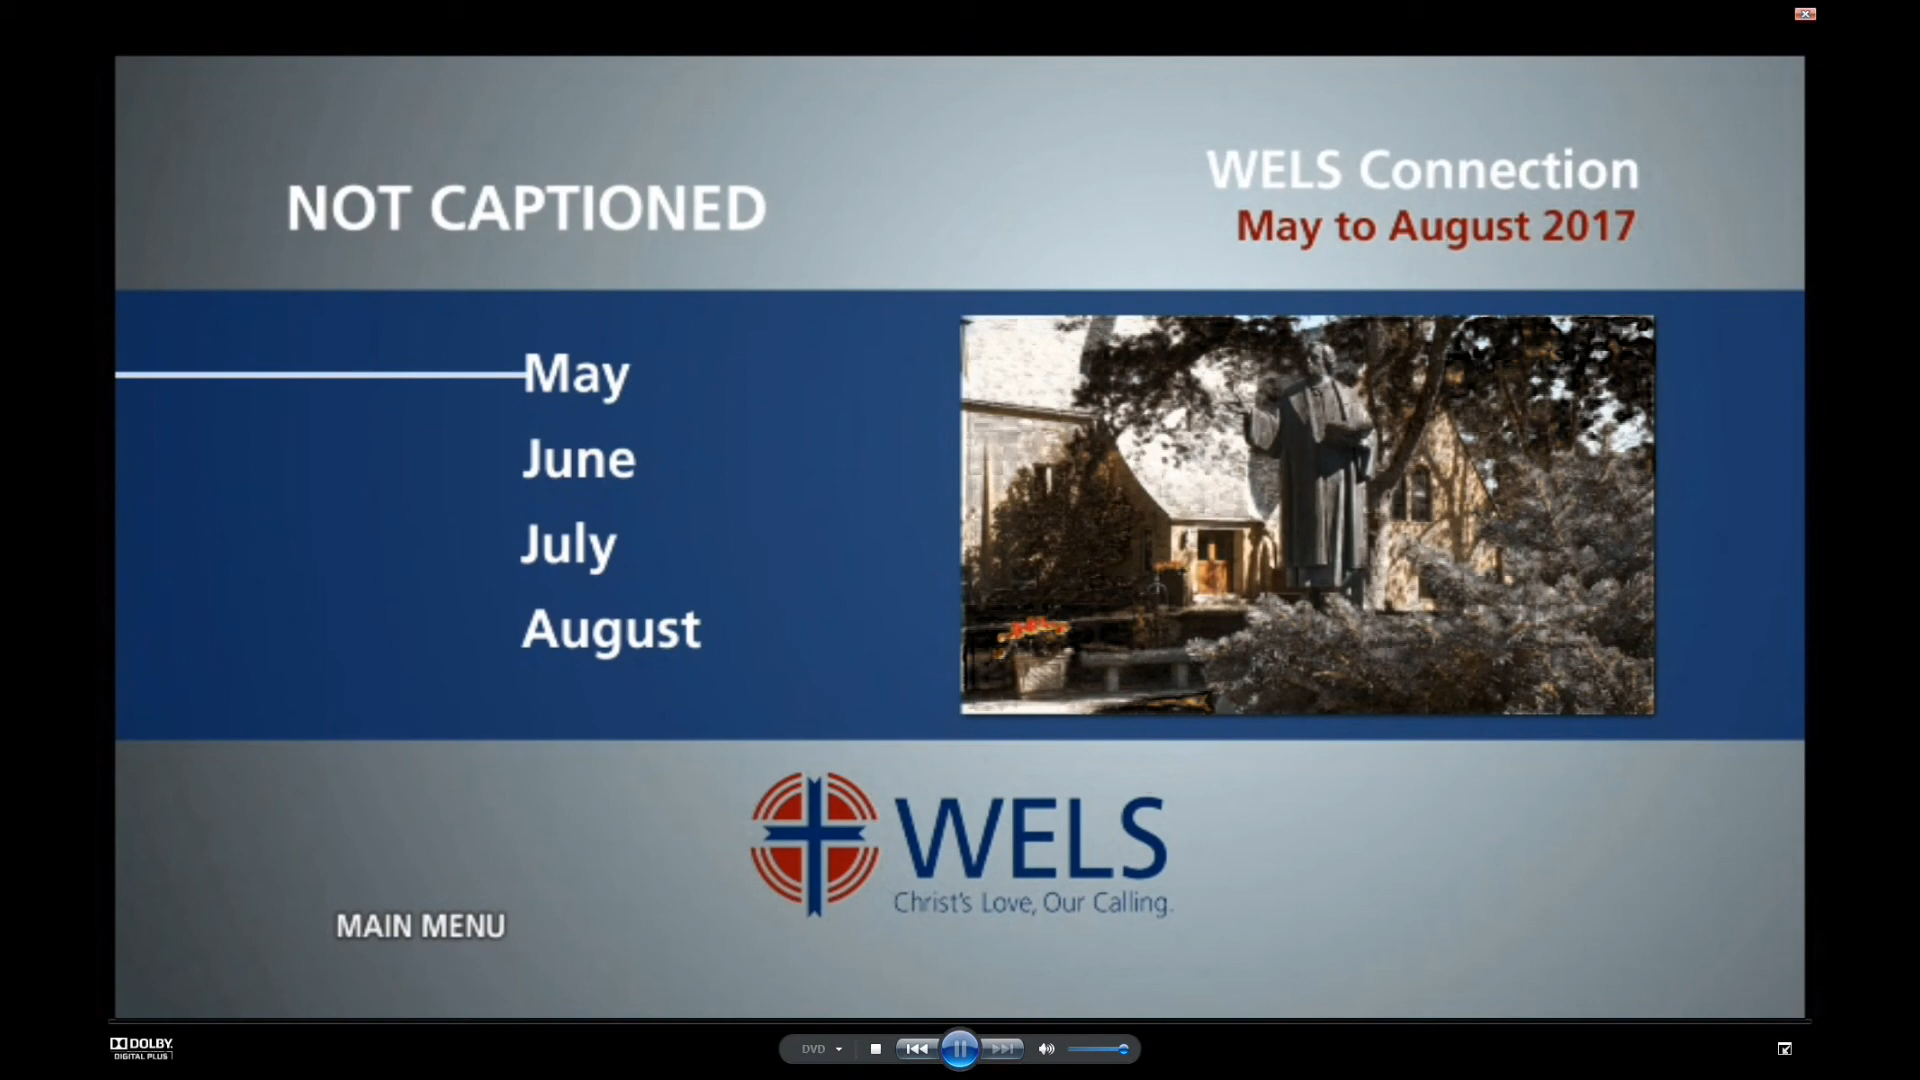 NOT CAPTIONED
WELS Connection
May to August 2017
May
June
July
August
WELS
Christ's Love, Our Calling.
MAIN MENU
DOLBY
DIGITAL PLUS
DVD